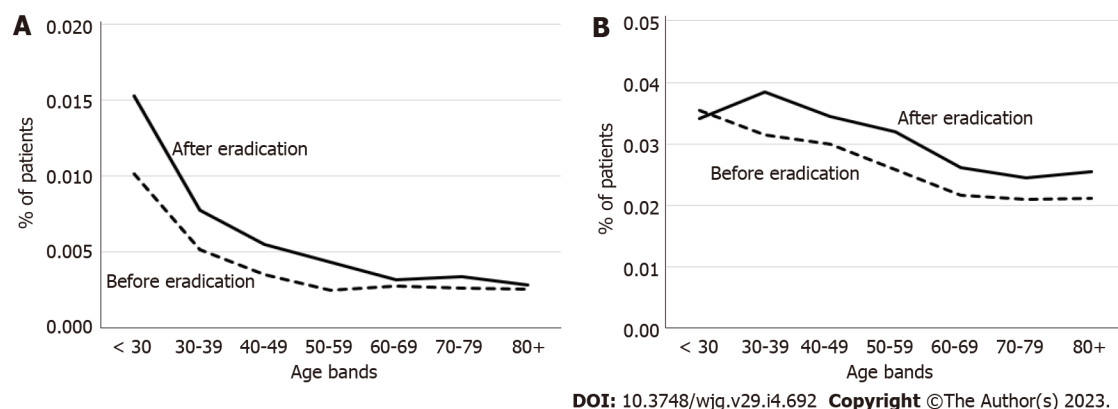 A
0.020
0.015
0.010
0.005
0.000
% of patients
After eradication
Before eradication
< 30 30-39 40-49 50-59 60-69 70-79 80+
Age bands
B
0.05
0.04
0.03
0.02
0.01
0.00
% of patients
After eradication
Before eradication
< 30 30-39 40-49 50-59 60-69 70-79 80+
Age bands
DOI: 10.3748/wjg.v29.i4.692 Copyright ©The Author(s) 2023.